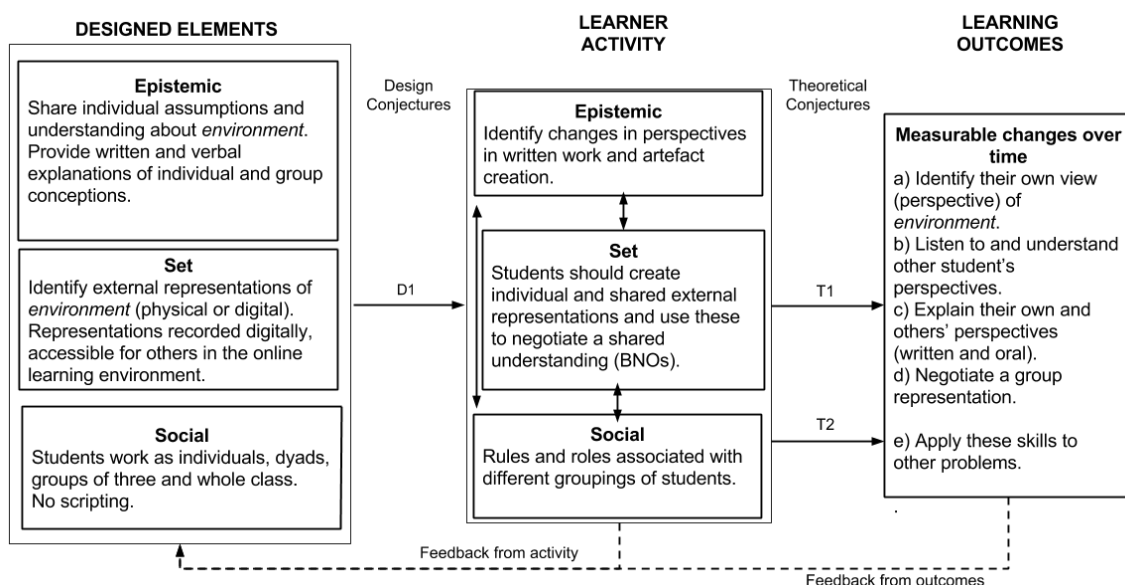 DESIGNED ELEMENTS
Epistemic
Share individual assumptions and
understanding about environment.
Provide written and verbal
explanations of individual and group
conceptions.
Set
Identify external representations of
environment (physical or digital).
Representations recorded digitally,
accessible for others in the online
learning environment.
Social
Students work as individuals, dyads,
groups of three and whole class.
No scripting.
Design
Conjectures
D1
LEARNER
ACTIVITY
Epistemic
Identify changes in perspectives
in written work and artefact
creation.
Set
Students should create
individual and shared external
representations and use these
to negotiate a shared
understanding (BNOs).
Social
Rules and roles associated with
different groupings of students.
Theoretical
Conjectures
T1
T2
LEARNING
OUTCOMES
Measurable changes over
time
a) Identify their own view
(perspective) of
environment.
b) Listen to and understand
other student's
perspectives.
c) Explain their own and
others' perspectives
(written and oral).
d) Negotiate a group
representation.
e) Apply these skills to
other problems.
.
Feedback from activity
Feedback from outcomes